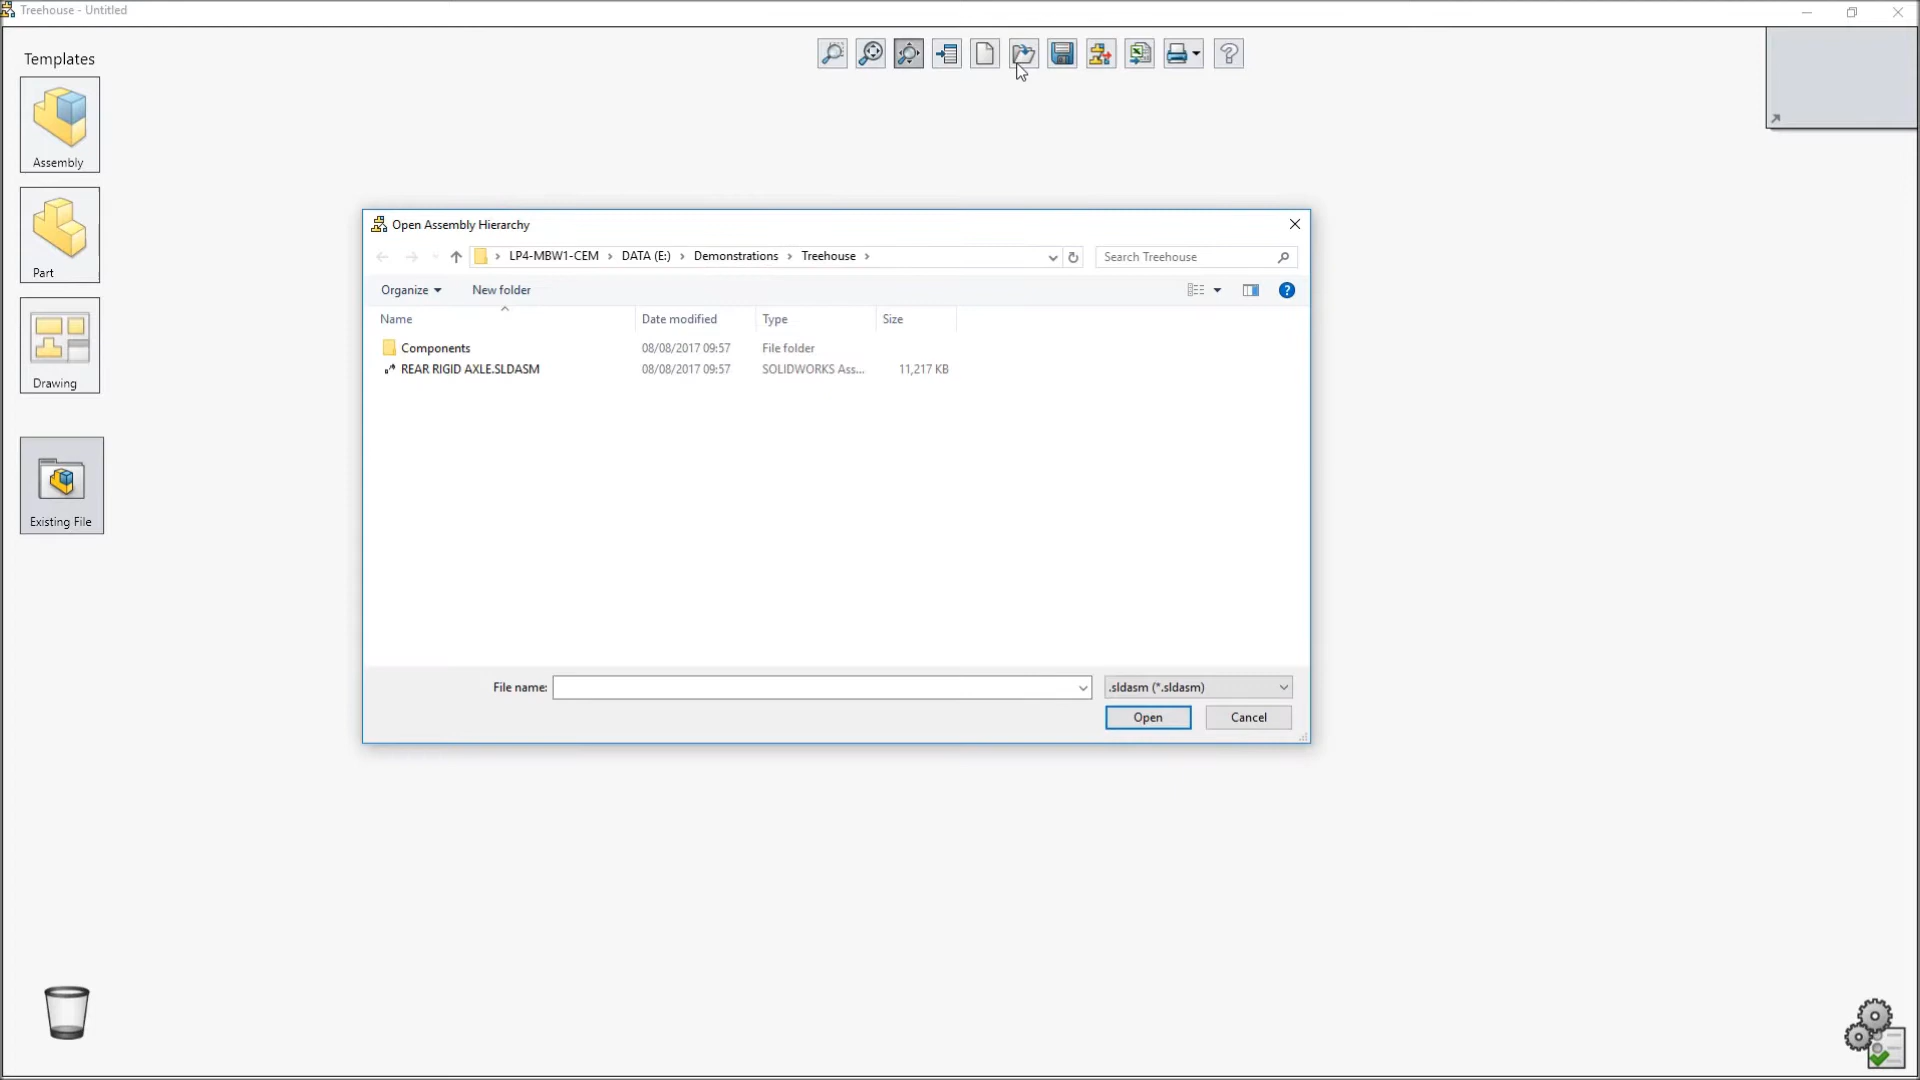 Treehouse - Untitled
Templates
Assembly
Part
Drawing
Existing File
Open Assembly Hierarchy
LP4-MBW1-CEM > DATA (E:) > Demonstrations > Treehouse >
Search Treehouse
Organize New folder
Name Date modified Type Size
Components 08/08/2017 09:57 File folder
REAR RIGID AXLE.SLDASM 08/08/2017 09:57 SOLIDWORKS Ass... 11,217 KB
File name: .sldasm (*.sldasm)
Open Cancel